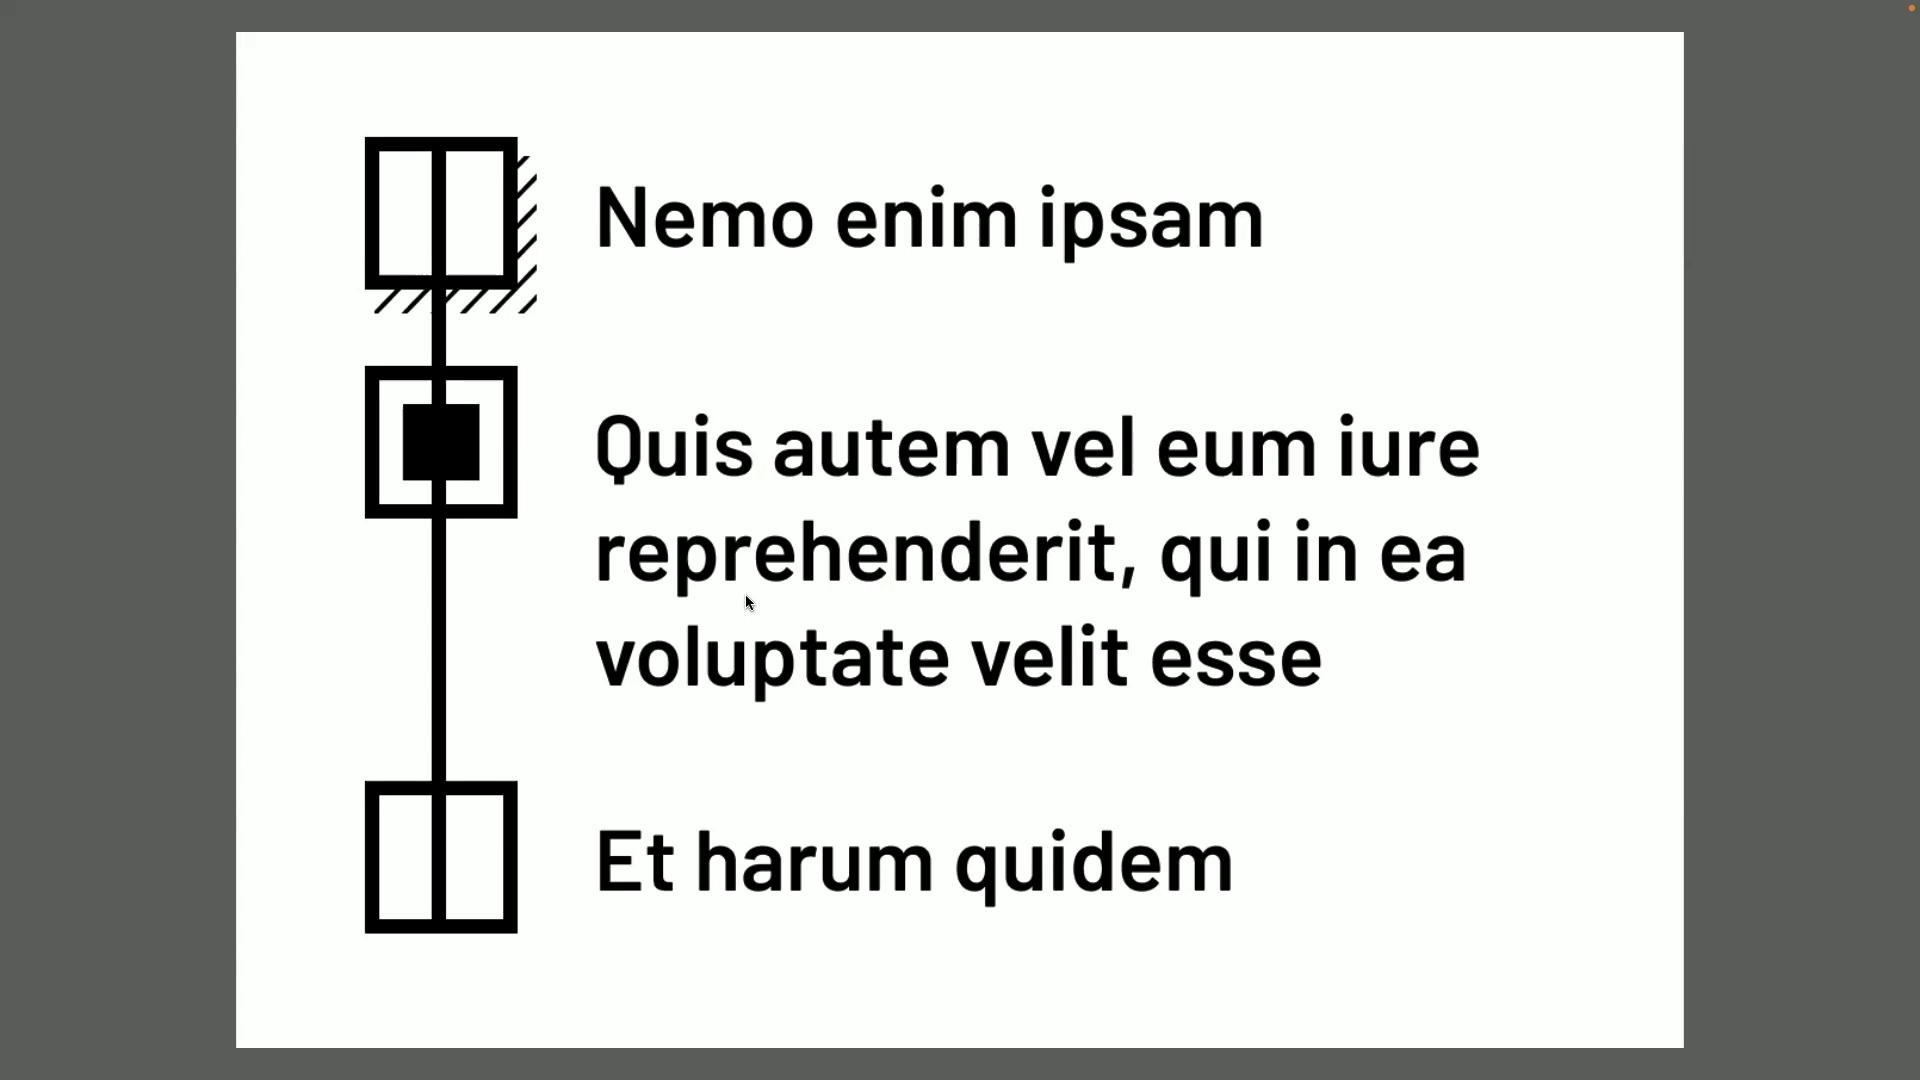 Nemo enim ipsam
Quis autem vel eum iure
reprehenderit, qui in ea
voluptate velit esse
Et harum quidem